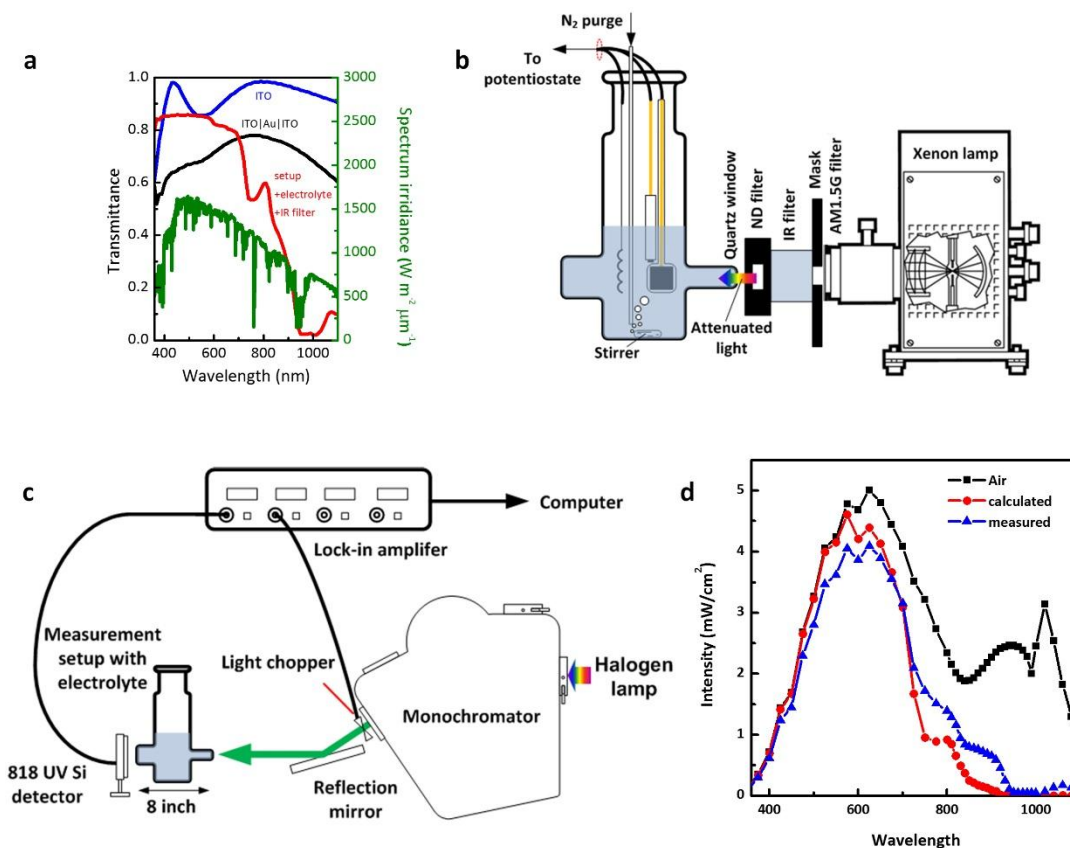 a
Transmittance
1.0
0.8
0.6
0.4
0.2
0.0
400
600
800
1000
Wavelength (nm)
3000
2500
2000
1500
1000
500
0
Spectrum irridiance (W m⁻² µm⁻¹)
ITO
ITO|Au|ITO
setup
+electrolyte
+IR filter
b
N₂ purge
To
potentiostate
Stirrer
Attenuated
light
Quartz window
ND filter
IR filter
Mask
AM1.5G filter
Xenon lamp
c
Computer
Lock-in amplifer
Measurement
setup with
electrolyte
Light chopper
Halogen
lamp
Monochromator
818 UV Si
detector
8 inch
Reflection
mirror
d
Intensity (mW/cm²)
5
4
3
2
1
0
400
600
800
1000
Wavelength
Air
calculated
measured